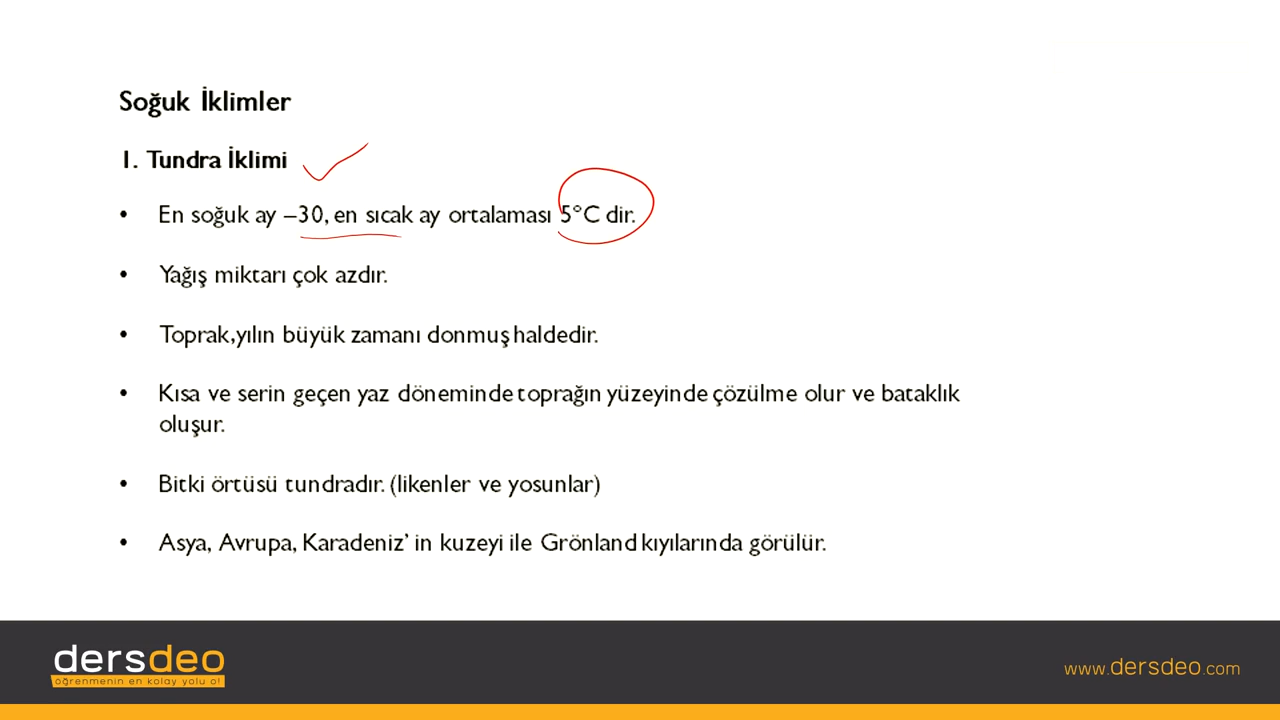 Soğuk İklimler
1. Tundra İklimi
• En soğuk ay –30, en sıcak ay ortalaması 5°C dir.
• Yağış miktarı çok azdır.
• Toprak,yılın büyük zamanı donmuş haldedir.
• Kısa ve serin geçen yaz döneminde toprağın yüzeyinde çözülme olur ve bataklık
oluşur.
• Bitki örtüsü tundradır. (likenler ve yosunlar)
• Asya, Avrupa, Karadeniz’ in kuzeyi ile Grönland kıyılarında görülür.
dersdeo
öğrenmenin en kolay yolu o!
www.dersdeo.com